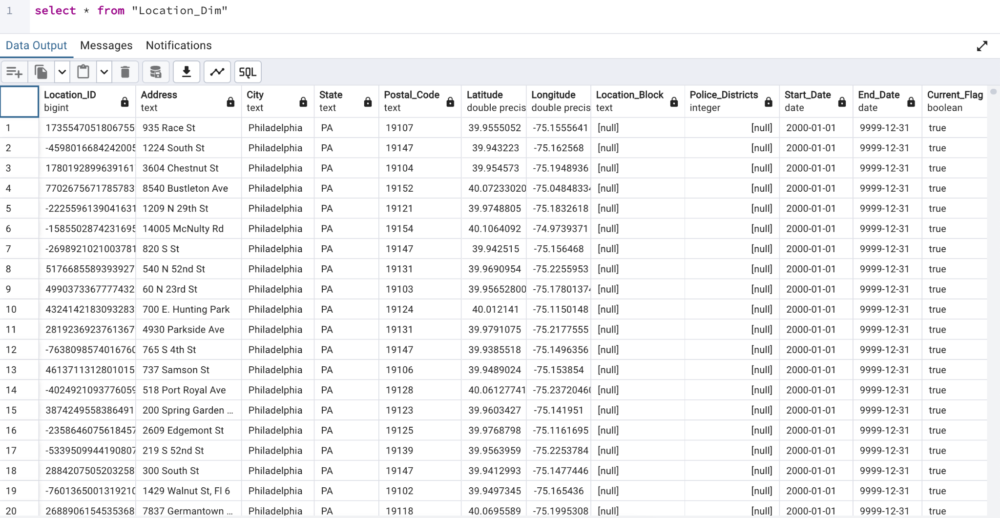 1 select * from "Location_Dim"
Data Output Messages Notifications
SQL
Location_ID Address City State Postal_Code Latitude Longitude Location_Block Police_Districts Start_Date End_Date Current_Flag
bigint text text text text double precis double precis text integer date date boolean
1 1735547051806755 935 Race St Philadelphia PA 19107 39.9555052 -75.1555641 [null] [null] 2000-01-01 9999-12-31 true
2 -4598016684242005 1224 South St Philadelphia PA 19147 39.943223 -75.162568 [null] [null] 2000-01-01 9999-12-31 true
3 1780192899639161 3604 Chestnut St Philadelphia PA 19104 39.954573 -75.1948936 [null] [null] 2000-01-01 9999-12-31 true
4 7702675671785783 8540 Bustleton Ave Philadelphia PA 19152 40.07233020 -75.04848334 [null] [null] 2000-01-01 9999-12-31 true
5 -2225596139041631 1209 N 29th St Philadelphia PA 19121 39.9748805 -75.1832618 [null] [null] 2000-01-01 9999-12-31 true
6 -1585502874231695 14005 McNulty Rd Philadelphia PA 19154 40.1064092 -74.9739371 [null] [null] 2000-01-01 9999-12-31 true
7 -2698921021003781 820 S St Philadelphia PA 19147 39.942515 -75.156468 [null] [null] 2000-01-01 9999-12-31 true
8 5176685589393927 540 N 52nd St Philadelphia PA 19131 39.9690954 -75.2255953 [null] [null] 2000-01-01 9999-12-31 true
9 4990373367777432 60 N 23rd St Philadelphia PA 19103 39.95652800 -75.17801374 [null] [null] 2000-01-01 9999-12-31 true
10 4324142183093283 700 E. Hunting Park Philadelphia PA 19124 40.012141 -75.1150148 [null] [null] 2000-01-01 9999-12-31 true
11 2819236923761367 4930 Parkside Ave Philadelphia PA 19131 39.9791075 -75.2177555 [null] [null] 2000-01-01 9999-12-31 true
12 -7638098574016760 765 S 4th St Philadelphia PA 19147 39.9385518 -75.1496356 [null] [null] 2000-01-01 9999-12-31 true
13 4613711312801015 737 Samson St Philadelphia PA 19106 39.9489024 -75.153854 [null] [null] 2000-01-01 9999-12-31 true
14 -4024921093776059 518 Port Royal Ave Philadelphia PA 19128 40.06127741 -75.23720460 [null] [null] 2000-01-01 9999-12-31 true
15 3874249558386491 200 Spring Garden ... Philadelphia PA 19123 39.9603427 -75.141951 [null] [null] 2000-01-01 9999-12-31 true
16 -2358646075618457 2609 Edgemont St Philadelphia PA 19125 39.9768798 -75.1161695 [null] [null] 2000-01-01 9999-12-31 true
17 -5339509944190807 219 S 52nd St Philadelphia PA 19139 39.9563959 -75.2253784 [null] [null] 2000-01-01 9999-12-31 true
18 2884207505203258 300 South St Philadelphia PA 19147 39.9412993 -75.1477446 [null] [null] 2000-01-01 9999-12-31 true
19 -7601365001319210 1429 Walnut St, Fl 6 Philadelphia PA 19102 39.9497345 -75.165436 [null] [null] 2000-01-01 9999-12-31 true
20 2688906154535368 7837 Germantown ... Philadelphia PA 19118 40.0695589 -75.1995308 [null] [null] 2000-01-01 9999-12-31 true